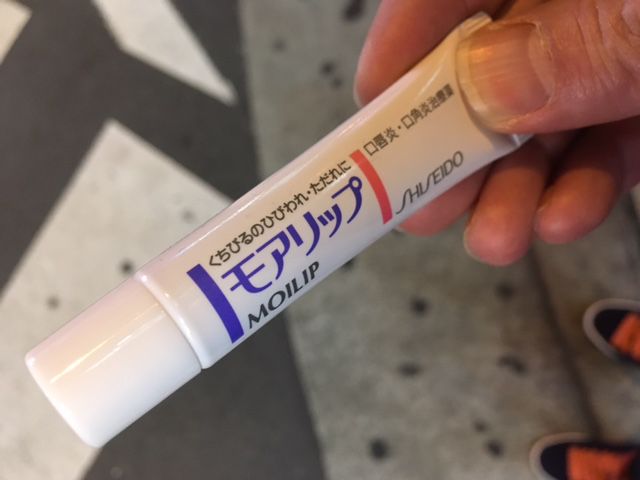 くちびるのひびわれ・ただれに
モアリップ
MOILIP
口唇炎・口角炎治療薬
SHISEIDO